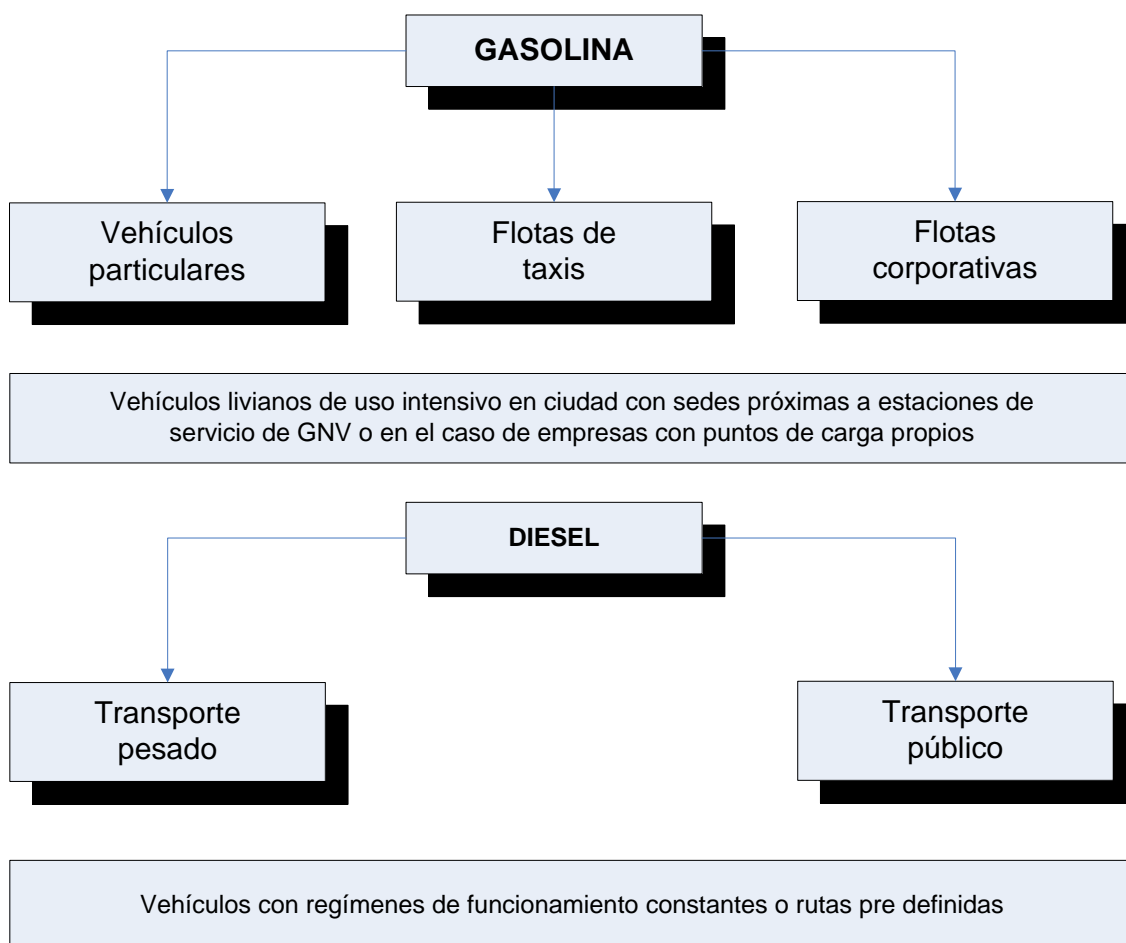 GASOLINA
Vehículos
particulares
Flotas de
taxis
Flotas
corporativas
Vehículos livianos de uso intensivo en ciudad con sedes próximas a estaciones de
servicio de GNV o en el caso de empresas con puntos de carga propios
DIESEL
Transporte
pesado
Transporte
público
Vehículos con regímenes de funcionamiento constantes o rutas pre definidas